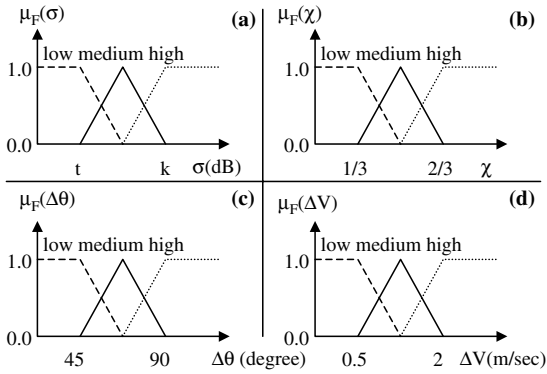 μF(σ) (a)
low medium high
1.0
0.0
t k σ(dB)
μF(χ) (b)
low medium high
1.0
0.0
1/3 2/3 χ
μF(Δθ) (c)
low medium high
1.0
0.0
45 90 Δθ (degree)
μF(ΔV) (d)
low medium high
1.0
0.0
0.5 2 ΔV(m/sec)